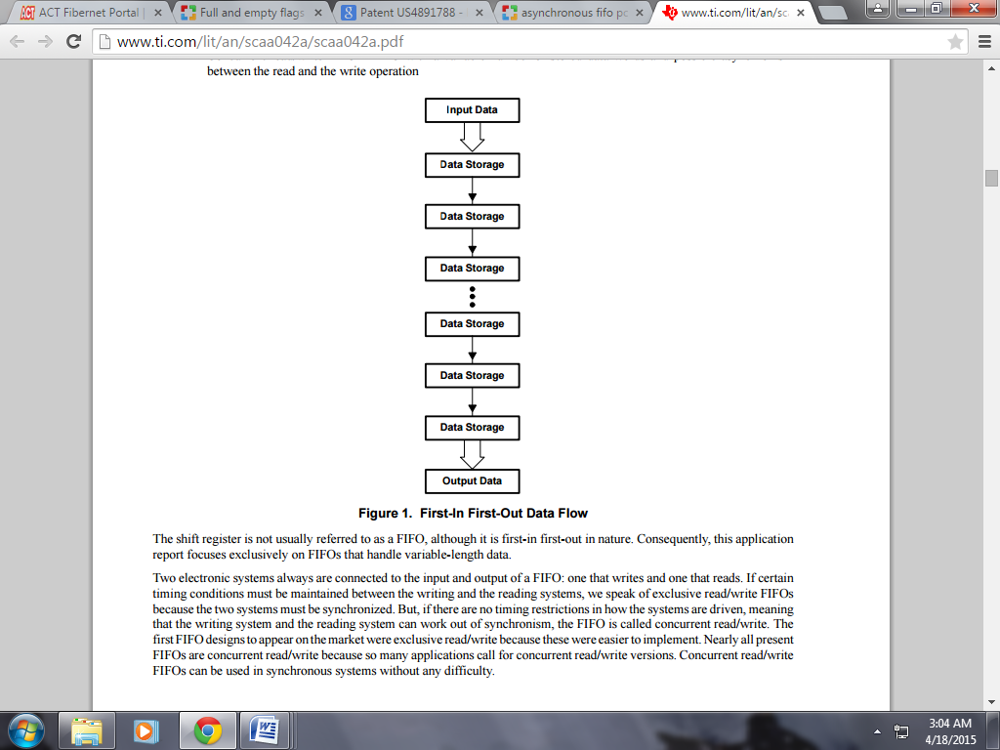 ACT Fibernet Portal
Full and empty flags
Patent US4891788 -
asynchronous fifo po
www.ti.com/lit/an/sc
www.ti.com/lit/an/scaa042a/scaa042a.pdf
between the read and the write operation
Input Data
Data Storage
Data Storage
Data Storage
Data Storage
Data Storage
Data Storage
Output Data
Figure 1. First-In First-Out Data Flow
The shift register is not usually referred to as a FIFO, although it is first-in first-out in nature. Consequently, this application
report focuses exclusively on FIFOs that handle variable-length data.
Two electronic systems always are connected to the input and output of a FIFO: one that writes and one that reads. If certain
timing conditions must be maintained between the writing and the reading systems, we speak of exclusive read/write FIFOs
because the two systems must be synchronized. But, if there are no timing restrictions in how the systems are driven, meaning
that the writing system and the reading system can work out of synchronism, the FIFO is called concurrent read/write. The
first FIFO designs to appear on the market were exclusive read/write because these were easier to implement. Nearly all present
FIFOs are concurrent read/write because so many applications call for concurrent read/write versions. Concurrent read/write
FIFOs can be used in synchronous systems without any difficulty.
3:04 AM
4/18/2015